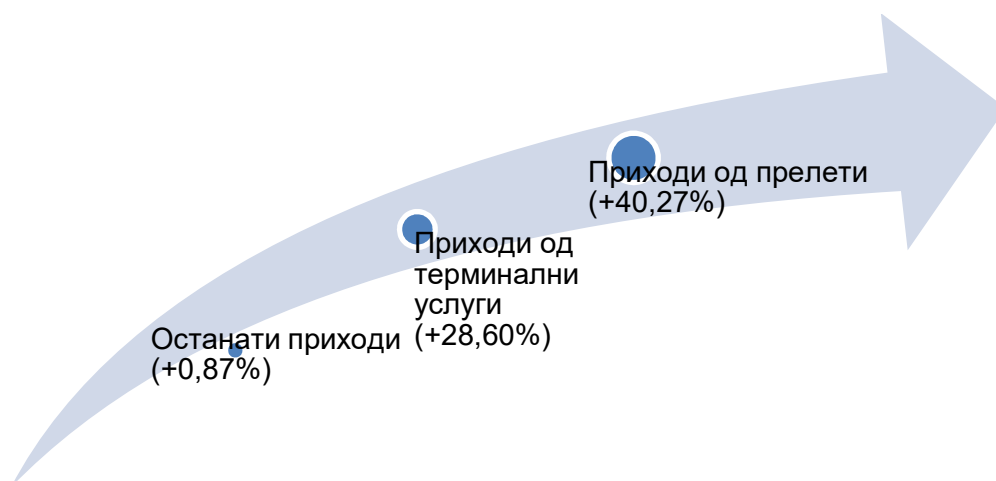 Приходи од прелети
(+40,27%)
Приходи од
терминални
услуги
(+28,60%)
Останати приходи
(+0,87%)